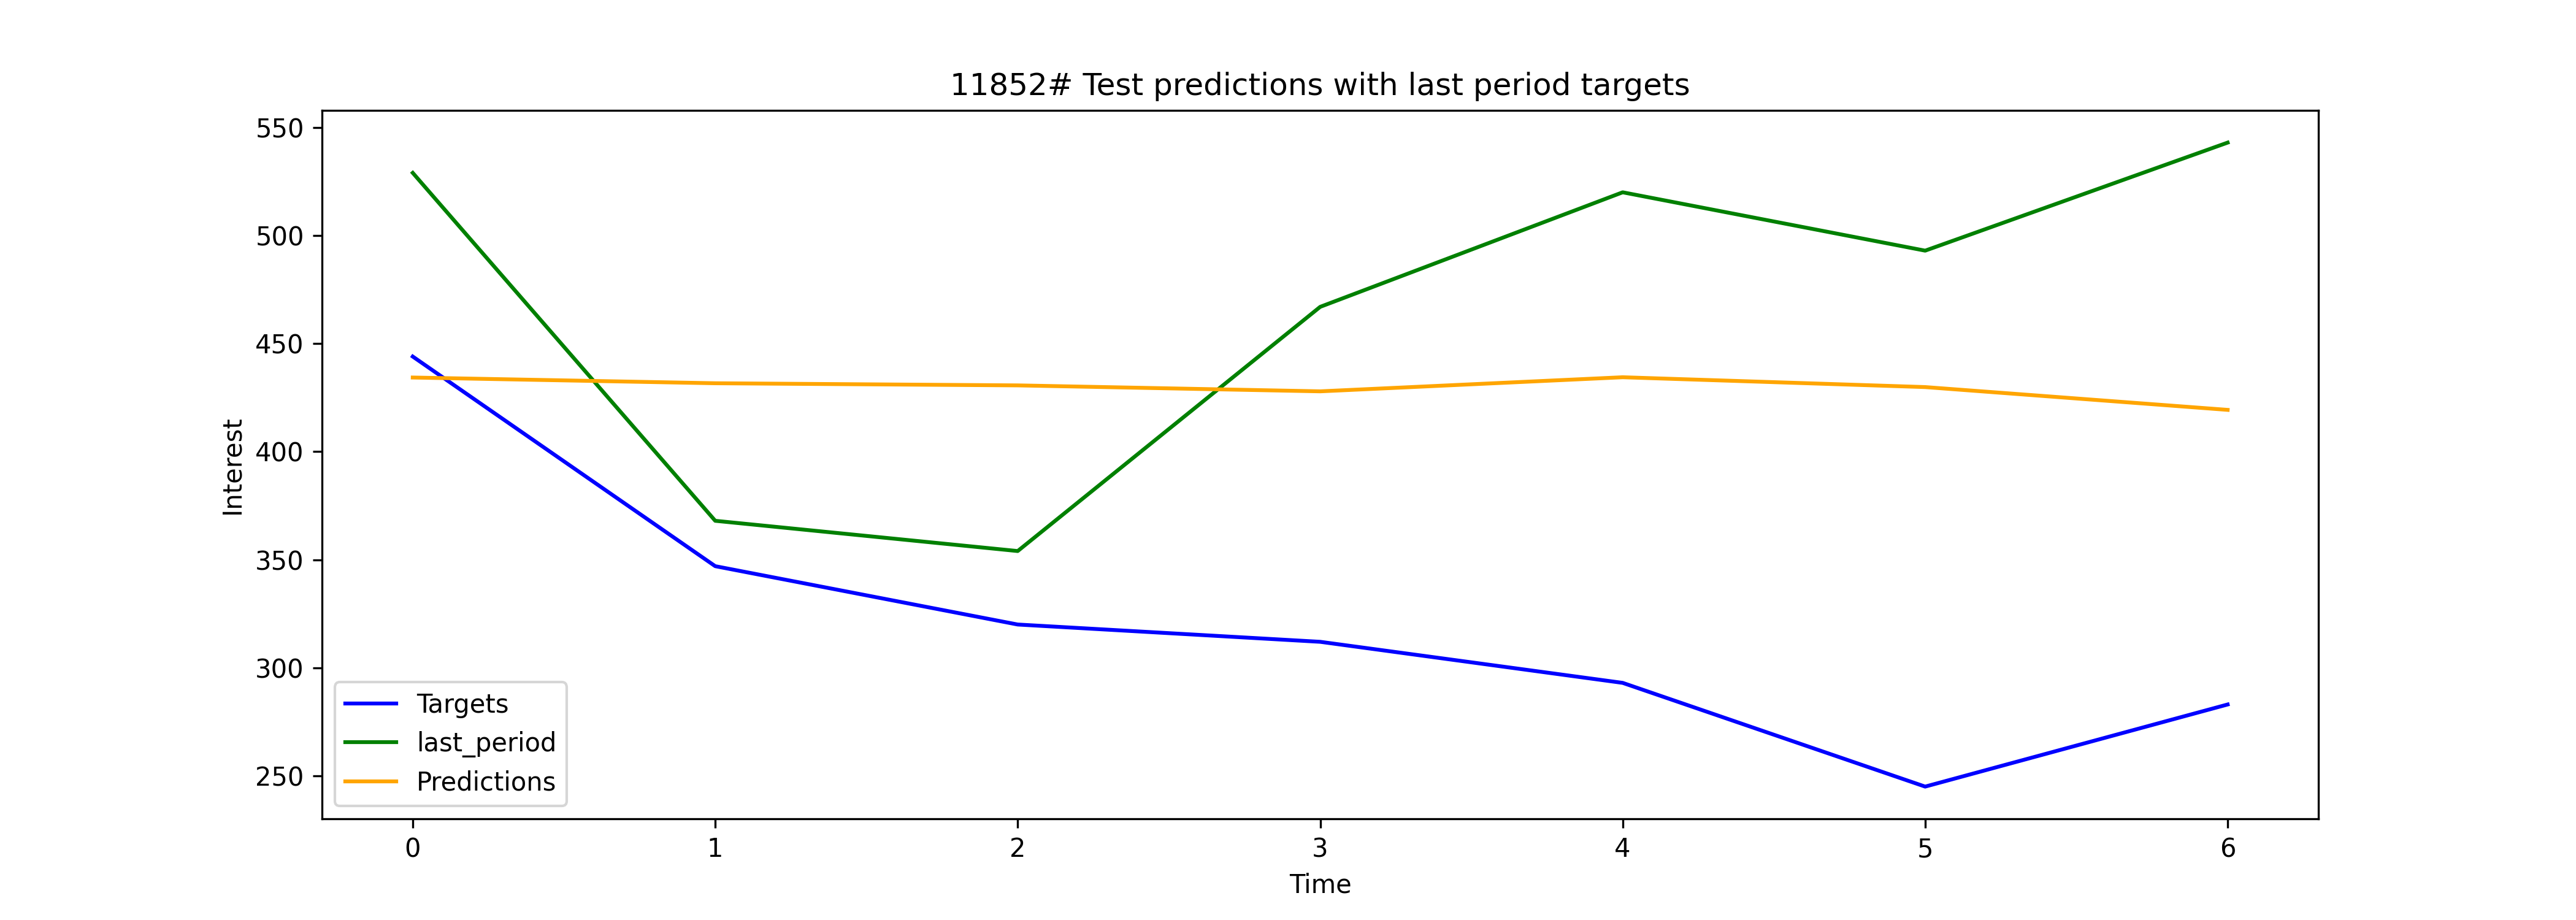 11852# Test predictions with last period targets
550
500
450
400
350
300
250
Interest
Targets
last_period
Predictions
0 1 2 3 4 5 6
Time